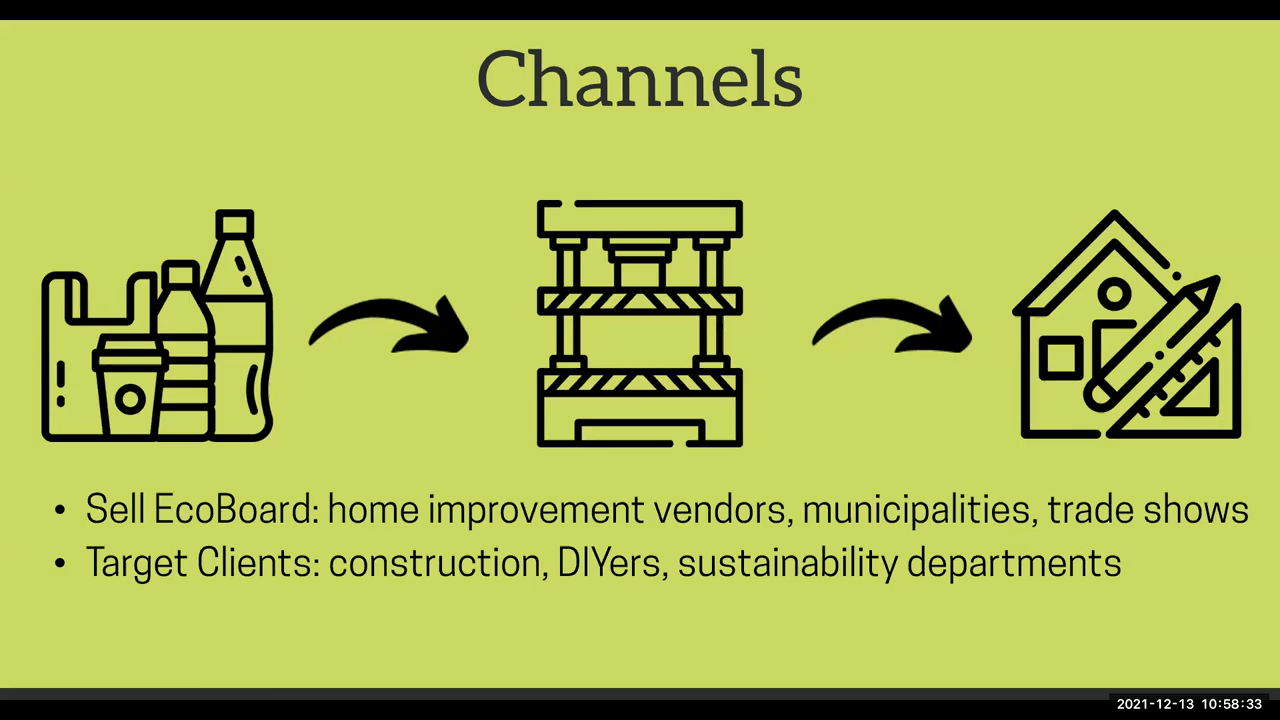 Channels
• Sell EcoBoard: home improvement vendors, municipalities, trade shows
• Target Clients: construction, DIYers, sustainability departments
2021-12-13 10:58:33